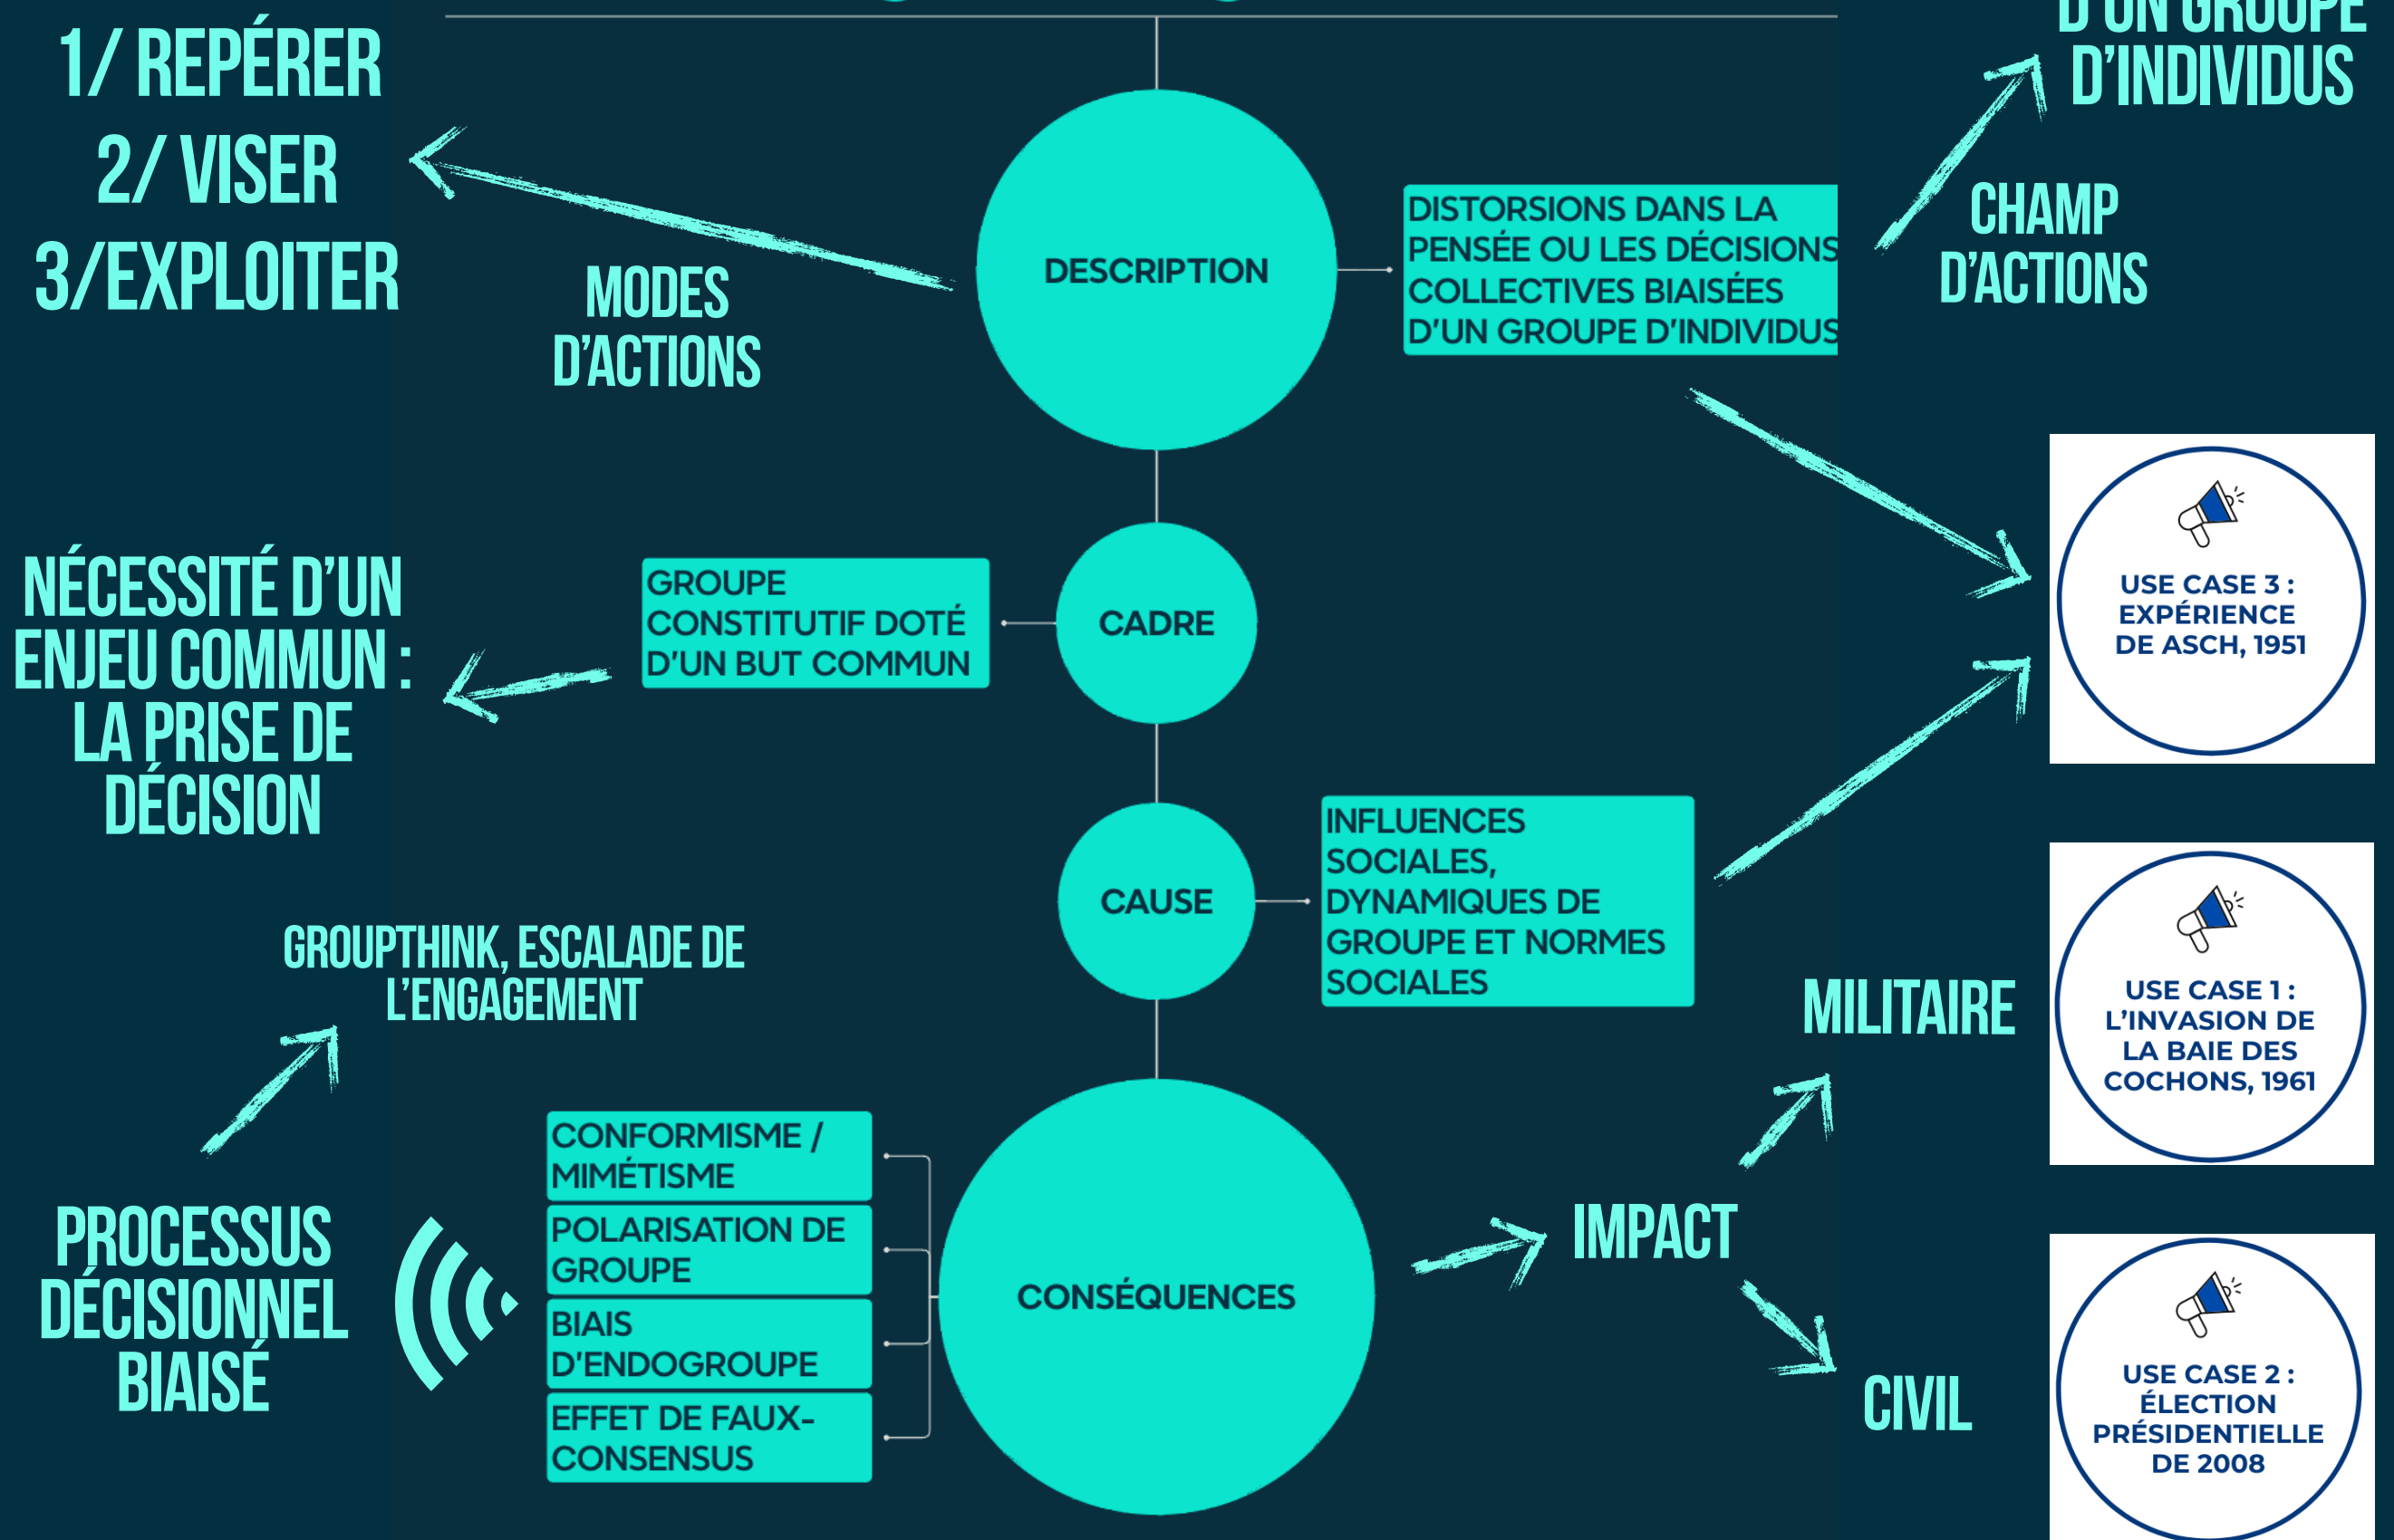 1/ REPÉRER
2/ VISER
3/EXPLOITER
MODES
D'ACTIONS
DESCRIPTION
DISTORSIONS DANS LA
PENSÉE OU LES DÉCISIONS
COLLECTIVES BIAISÉES
D'UN GROUPE D'INDIVIDUS
D'UN GROUPE
D'INDIVIDUS
CHAMP
D'ACTIONS
NÉCESSITÉ D'UN
ENJEU COMMUN :
LA PRISE DE
DÉCISION
GROUPE
CONSTITUTIF DOTÉ
D'UN BUT COMMUN
CADRE
USE CASE 3 :
EXPÉRIENCE
DE ASCH, 1951
CAUSE
INFLUENCES
SOCIALES,
DYNAMIQUES DE
GROUPE ET NORMES
SOCIALES
GROUPTHINK, ESCALADE DE
L'ENGAGEMENT
MILITAIRE
USE CASE 1 :
L'INVASION DE
LA BAIE DES
COCHONS, 1961
PROCESSUS
DÉCISIONNEL
BIAISÉ
CONFORMISME /
MIMÉTISME
POLARISATION DE
GROUPE
BIAIS
D'ENDOGROUPE
EFFET DE FAUX-
CONSENSUS
CONSÉQUENCES
IMPACT
CIVIL
USE CASE 2 :
ÉLECTION
PRÉSIDENTIELLE
DE 2008